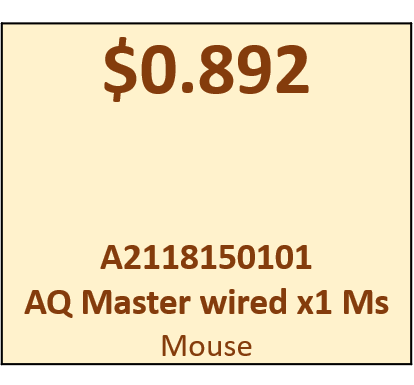 $0.892
A2118150101
AQ Master wired x1 Ms
Mouse